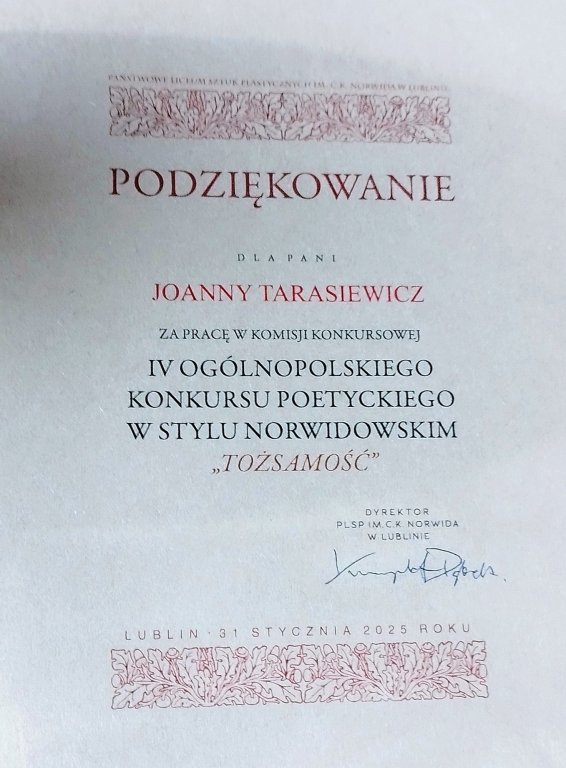 PAŃSTWOWE LICEUM SZTUK PLASTYCZNYCH IM. C.K. NORWIDA W LUBLINIE
PODZIĘKOWANIE
DLA PANI
JOANNY TARASIEWICZ
ZA PRACĘ W KOMISJI KONKURSOWEJ
IV OGÓLNOPOLSKIEGO
KONKURSU POETYCKIEGO
W STYLU NORWIDOWSKIM
„TOŻSAMOŚĆ”
DYREKTOR
PLSP IM. C.K. NORWIDA
W LUBLINIE
LUBLIN · 31 STYCZNIA 2025 ROKU